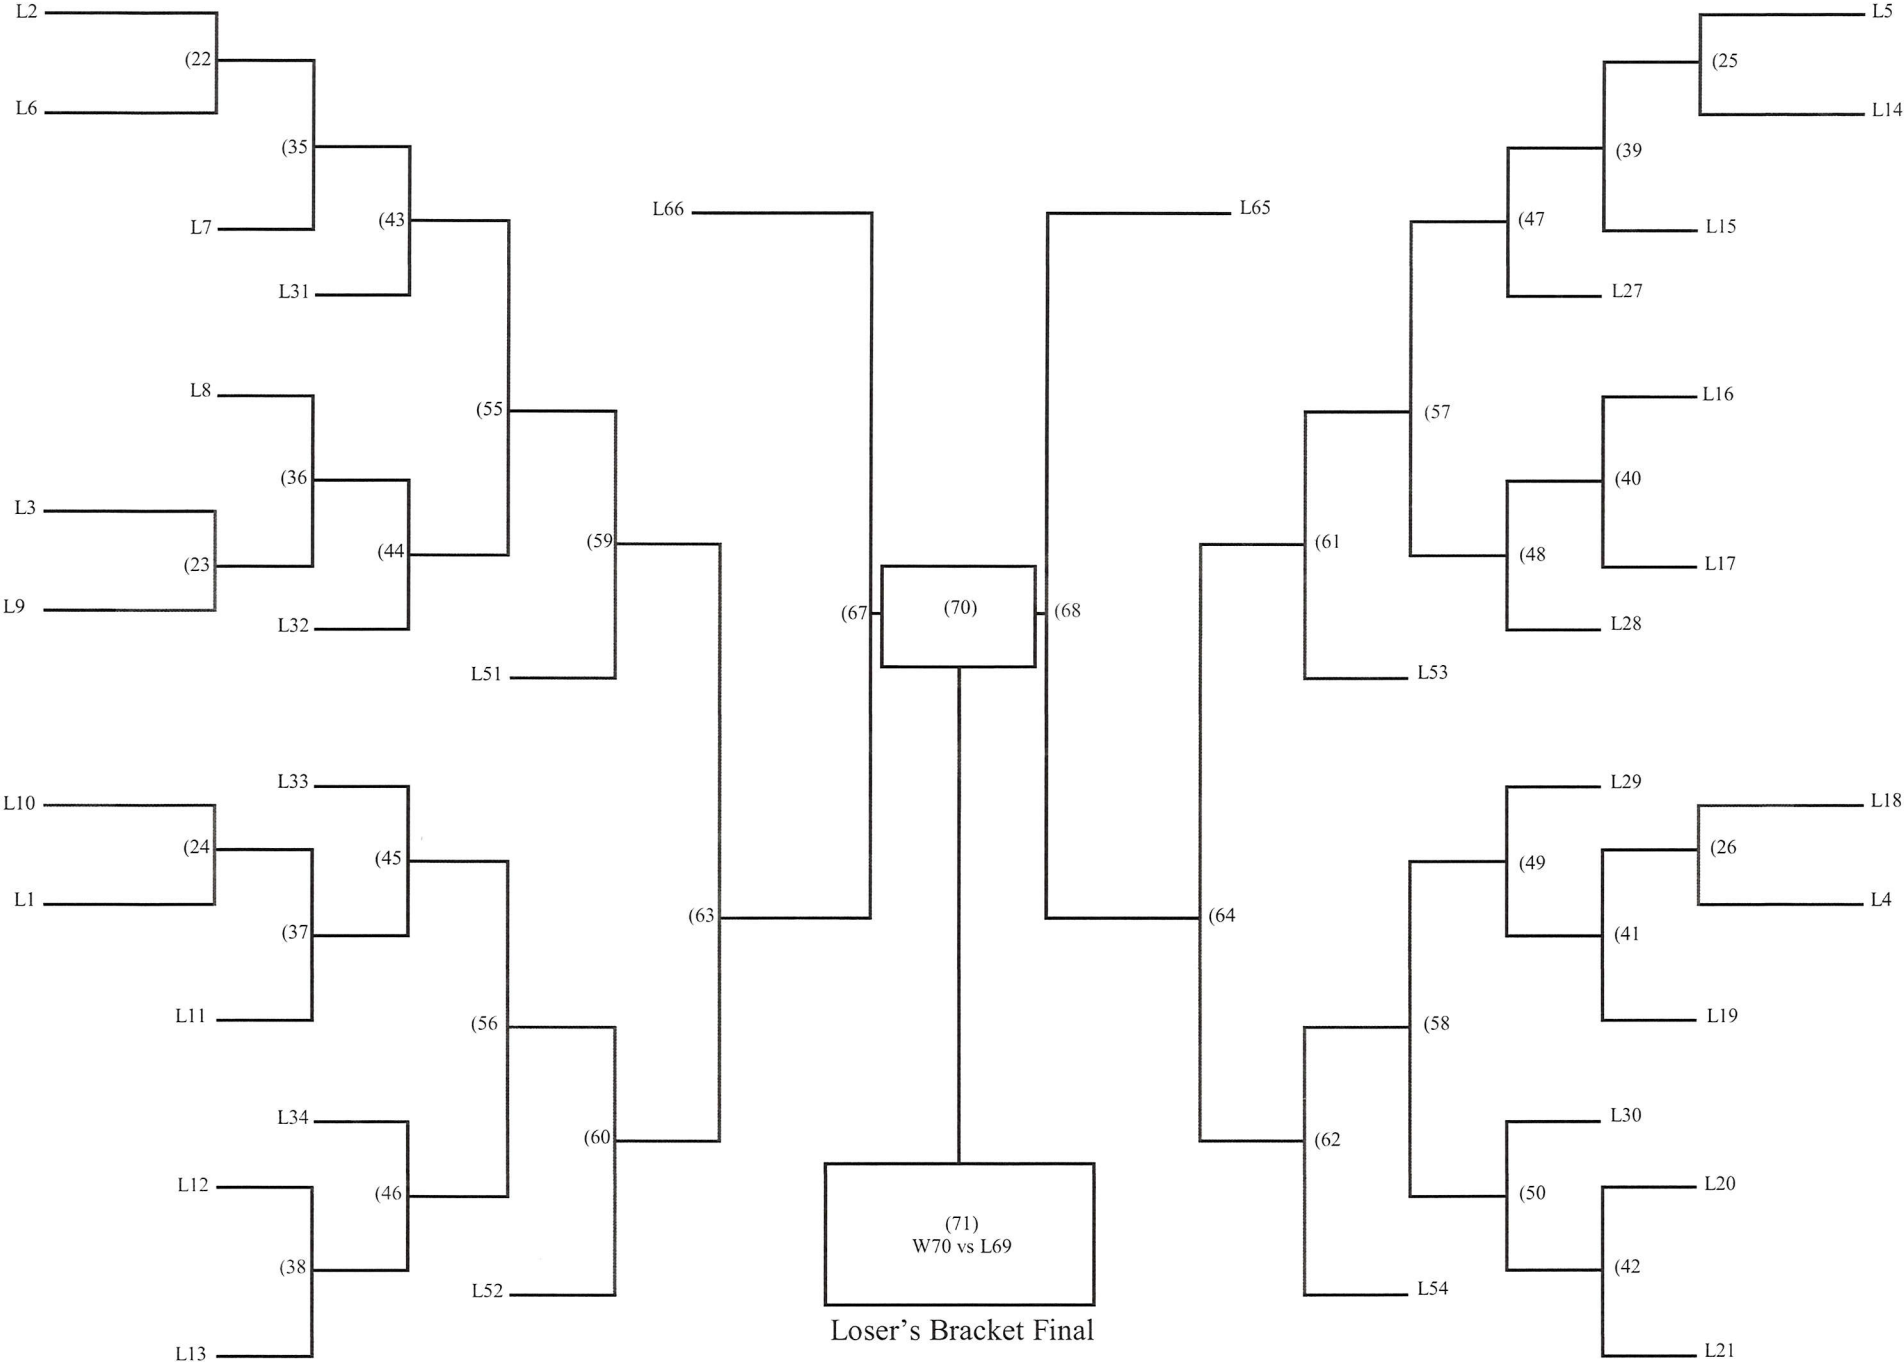 L2
L5
(22
(25
L6
L14
(35
(39
L66
L65
(43
(47
L7
L15
L31
L27
L8
L16
(55
(57
(36
(40
L3
(59
(61
(44
(48
(23
L17
L9
(67
(70)
(68
L32
L28
L51
L53
L33
L29
L10
L18
(24
(26
(45
(49
L1
L4
(63
(64
(37
(41
L11
L19
(56
(58
L34
L30
(60
(62
L12
L20
(46
(50
(71)
W70 vs L69
(38
(42
L52
L54
Loser’s Bracket Final
L13
L21